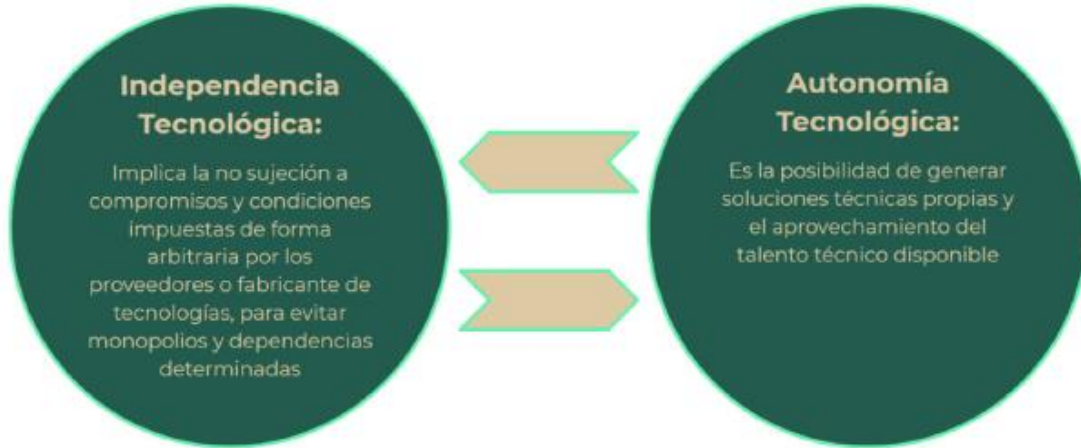 Independencia
Tecnológica:
Implica la no sujeción a
compromisos y condiciones
impuestas de forma
arbitraria por los
proveedores o fabricante de
tecnologías, para evitar
monopolios y dependencias
determinadas
Autonomía
Tecnológica:
Es la posibilidad de generar
soluciones técnicas propias y
el aprovechamiento del
talento técnico disponible